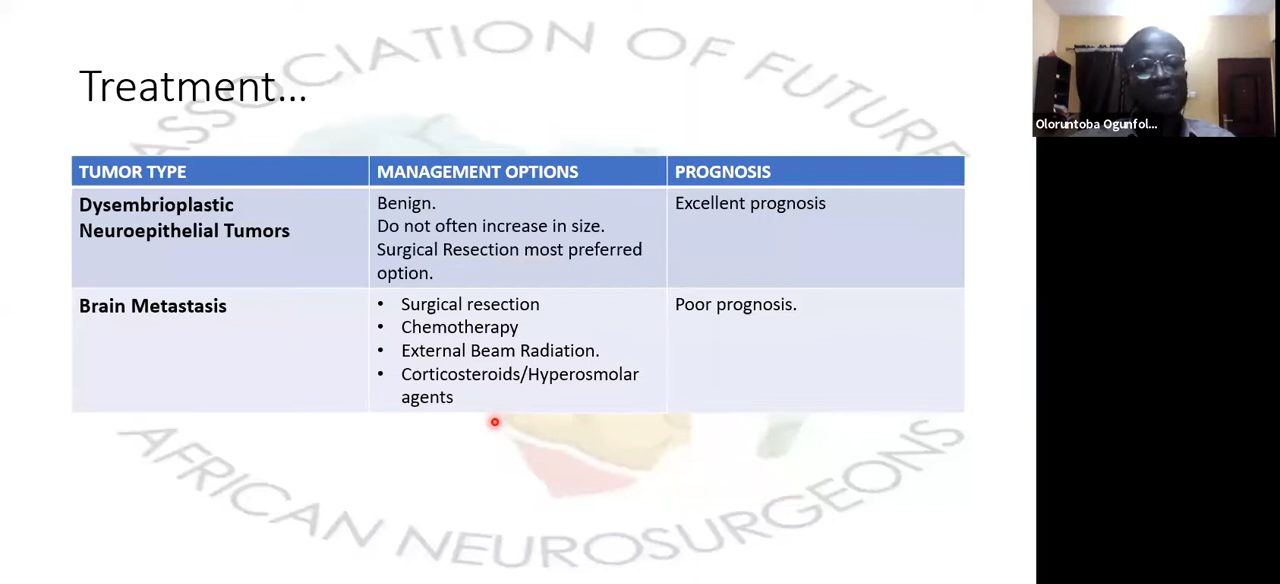 ASSOCIATION OF FUTURE
Treatment...
Oloruntoba Ogunfol...
TUMOR TYPE
MANAGEMENT OPTIONS
PROGNOSIS
Dysembrioplastic
Neuroepithelial Tumors
Benign.
Do not often increase in size.
Surgical Resection most preferred
option.
Excellent prognosis
Brain Metastasis
• Surgical resection
• Chemotherapy
• External Beam Radiation.
• Corticosteroids/Hyperosmolar
agents
Poor prognosis.
AFRICAN NEUROSURGEONS